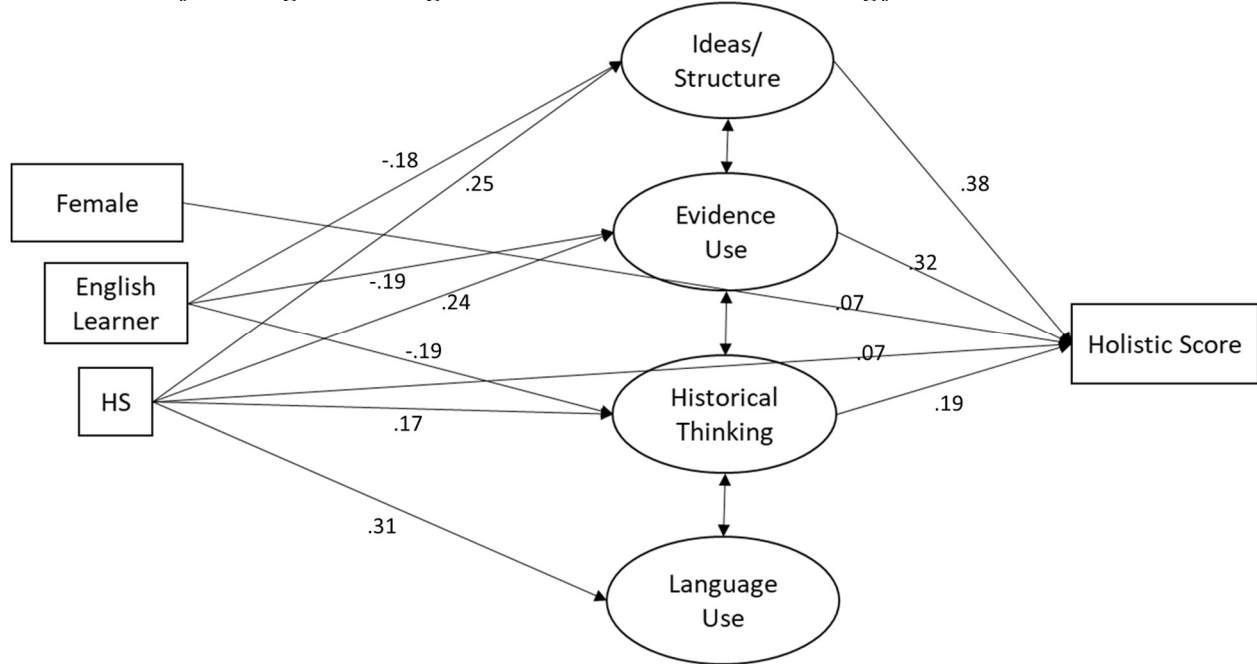 Ideas/
Structure
-.18
.25
.38
Female
Evidence
Use
.32
English
Learner
-.19
.24
.07
Holistic Score
-.19
.07
HS
Historical
Thinking
.17
.19
.31
Language
Use